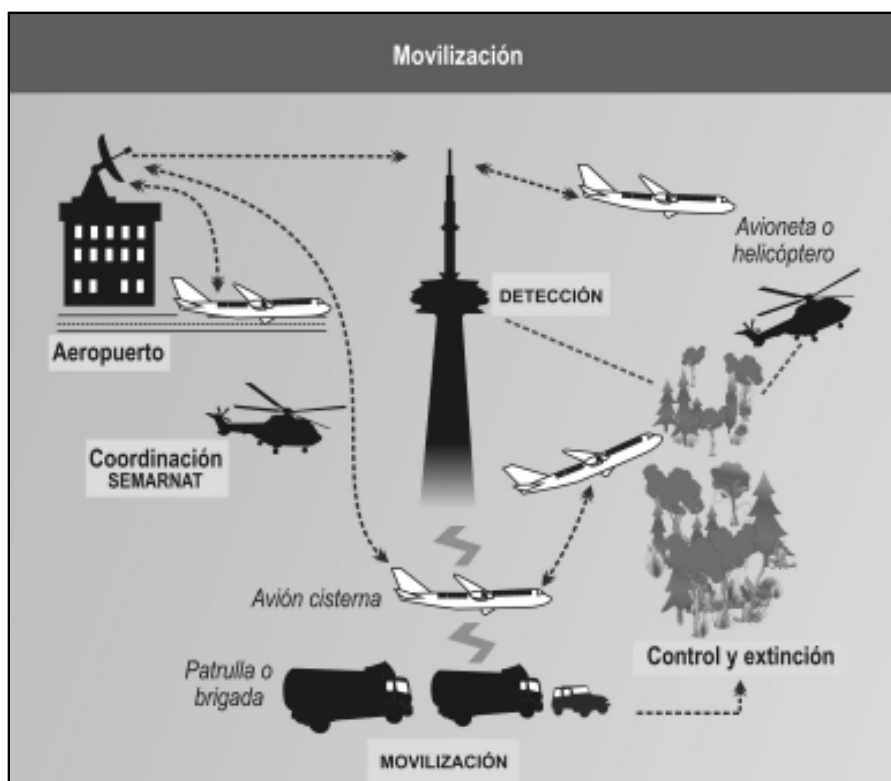 Movilización
Avioneta o
helicóptero
DETECCIÓN
Aeropuerto
Coordinación
SEMARNAT
Avión cisterna
Control y extinción
Patrulla o
brigada
MOVILIZACIÓN